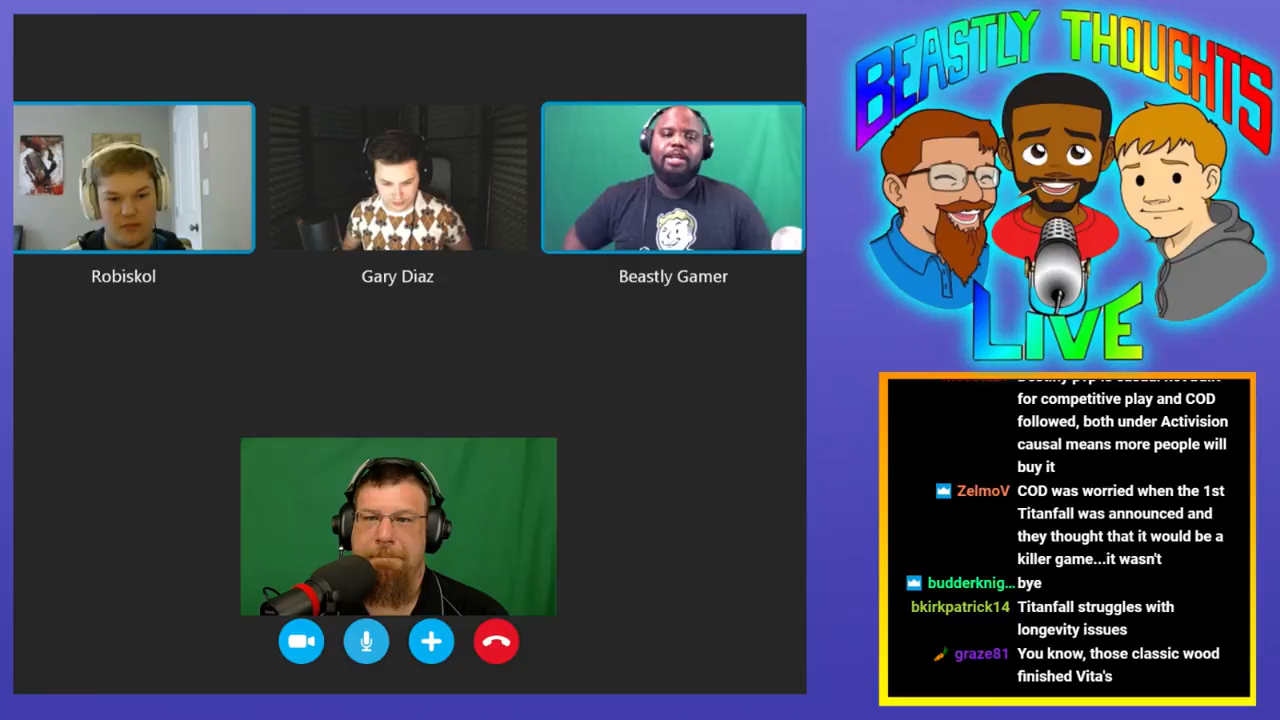 BEASTLY THOUGHTS
LIVE
Robiskol
Gary Diaz
Beastly Gamer
for competitive play and COD
followed, both under Activision
causal means more people will
buy it
ZelmoV COD was worried when the 1st
Titanfall was announced and
they thought that it would be a
killer game...it wasn't
budderknig... bye
bkirkpatrick14 Titanfall struggles with
longevity issues
graze81 You know, those classic wood
finished Vita's